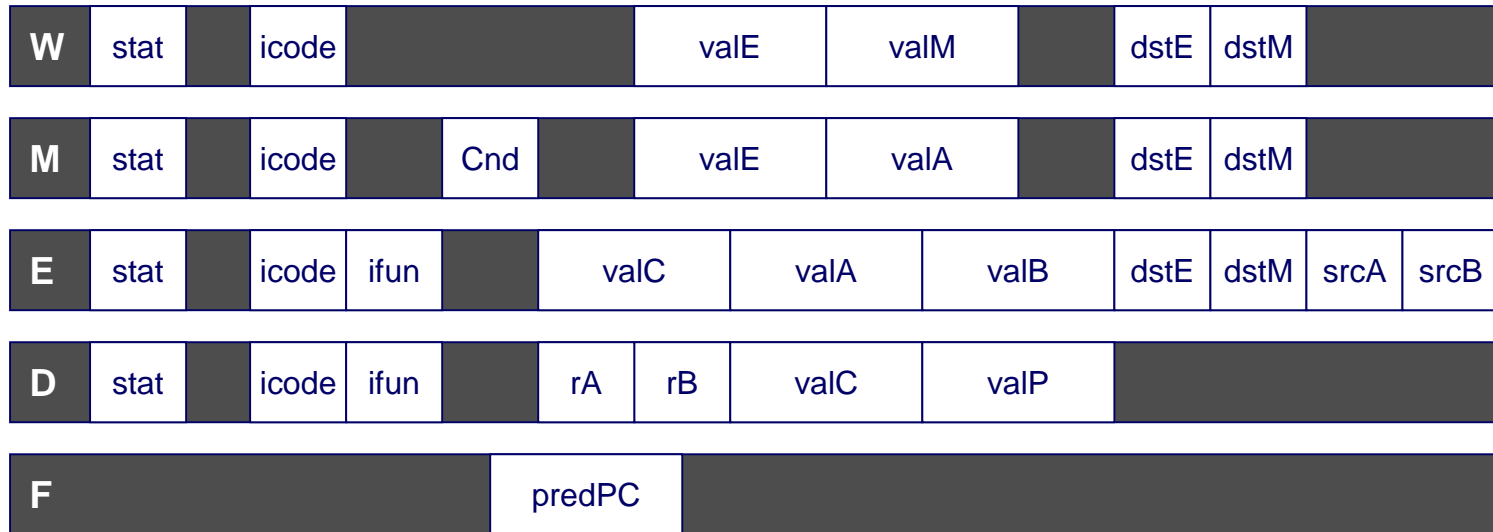 W stat icode valE valM dstE dstM
M stat icode Cnd valE valA dstE dstM
E stat icode ifun valC valA valB dstE dstM srcA srcB
D stat icode ifun rA rB valC valP
F predPC